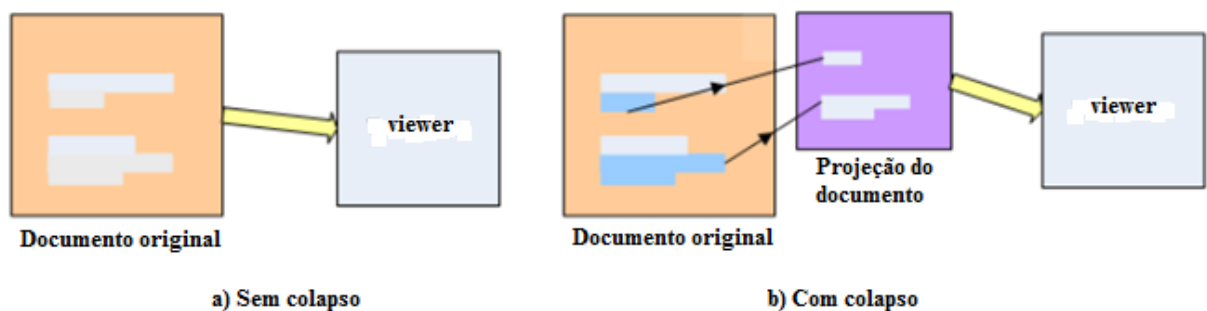 viewer
Documento original
a) Sem colapso
viewer
Projeção do
documento
Documento original
b) Com colapso